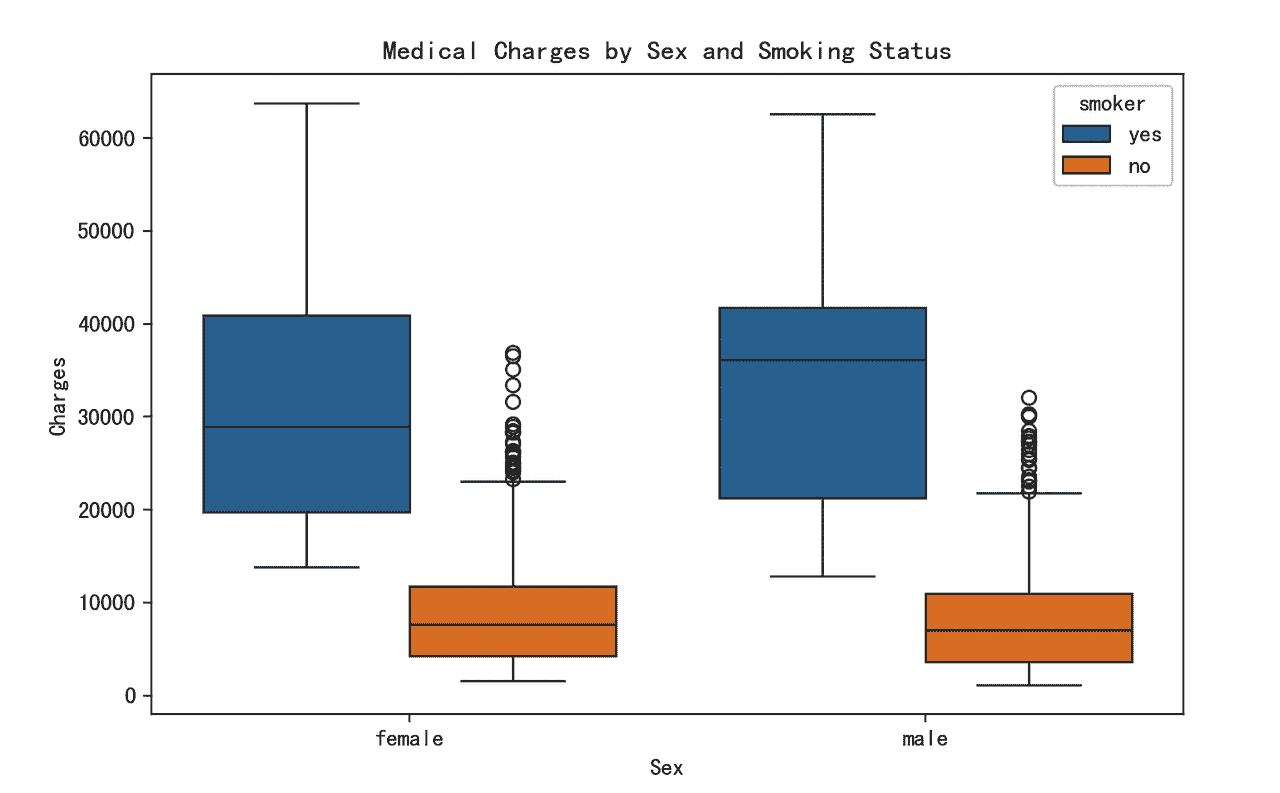 Medical Charges by Sex and Smoking Status
smoker
yes
no
60000
50000
40000
30000
20000
10000
0
Charges
female
male
Sex